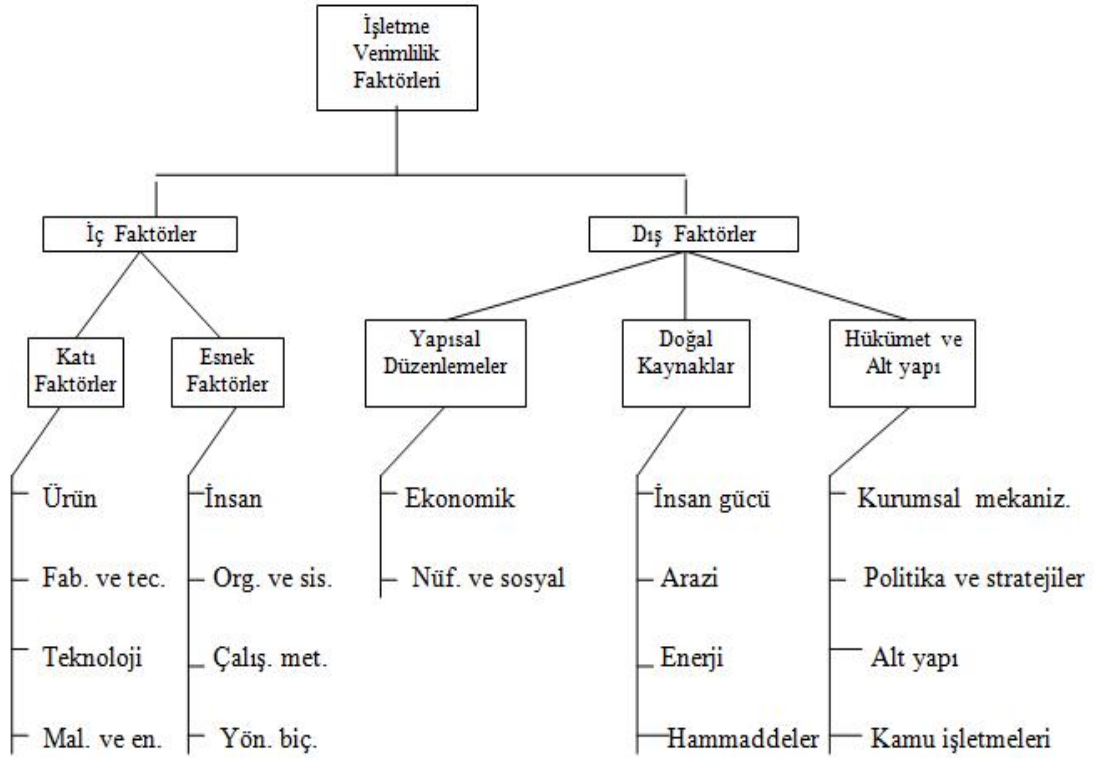 İşletme
Verimlilik
Faktörleri
İç Faktörler
Dış Faktörler
Katı
Faktörler
Esnek
Faktörler
Yapısal
Düzenlemeler
Doğal
Kaynaklar
Hükümet ve
Alt yapı
Ürün
Fab. ve tec.
Teknoloji
Mal. ve en.
İnsan
Org. ve sis.
Çalış. met.
Yön. biç.
Ekonomik
Nüf. ve sosyal
İnsan gücü
Arazi
Enerji
Hammaddeler
Kurumsal mekaniz.
Politika ve stratejiler
Alt yapı
Kamu işletmeleri